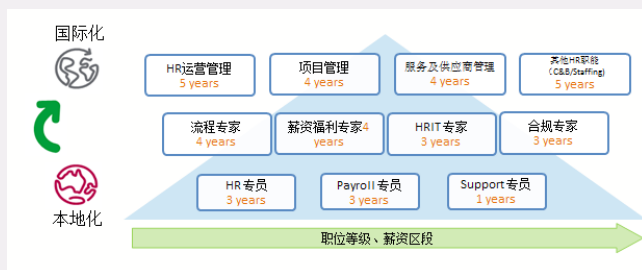 国际化
HR运营管理
5 years
项目管理
4 years
服务及供应商管理
4 years
其他HR职能
（C&B/Staffing)
5 years
流程专家
4 years
薪资福利专家4
years
HRIT专家
3 years
合规专家
3 years
HR专员
3 years
Payroll专员
3 years
Support专员
1 years
本地化
职位等级、薪资区段